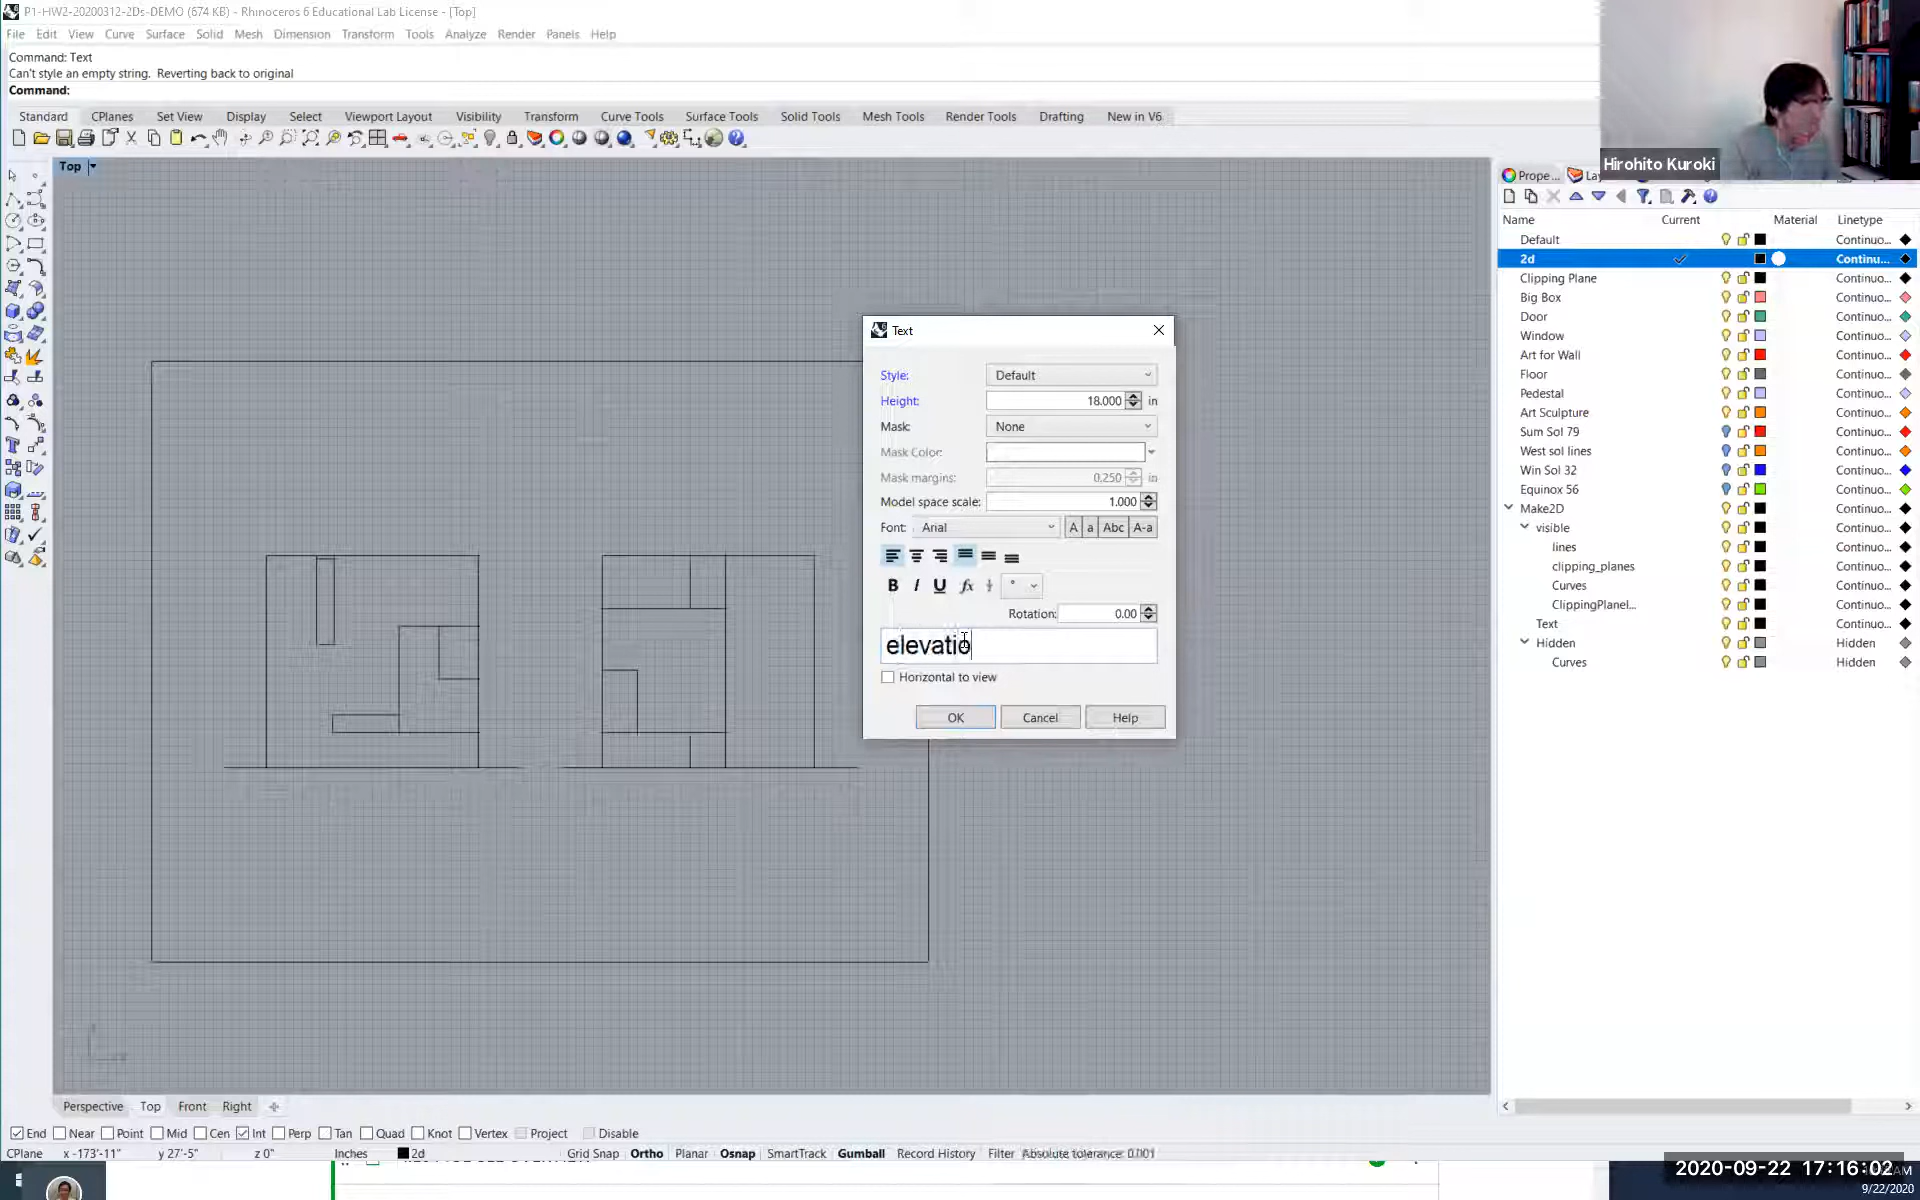 P1-HW2-20200312-2Ds-DEMO (674 KB) - Rhinoceros 6 Educational Lab License - [Top]
File Edit View Curve Surface Solid Mesh Dimension Transform Tools Analyze Render Panels Help
Command: Text
Can't style an empty string. Reverting back to original
Command:
Standard CPlanes Set View Display Select Viewport Layout Visibility Transform Curve Tools Surface Tools Solid Tools Mesh Tools Render Tools Drafting New in V6
Top
Hirohito Kuroki
Prope...
Name Current Material Linetype
Default Continuo...
2d Continu...
Clipping Plane Continuo...
Big Box Continuo...
Door Continuo...
Window Continuo...
Art for Wall Continuo...
Floor Continuo...
Pedestal Continuo...
Art Sculpture Continuo...
Sum Sol 79 Continuo...
West sol lines Continuo...
Win Sol 32 Continuo...
Equinox 56 Continuo...
Make2D Continuo...
visible Continuo...
lines Continuo...
clipping_planes Continuo...
Curves Continuo...
ClippingPlanel... Continuo...
Text Continuo...
Hidden Hidden
Curves Hidden
Text
Style: Default
Height: 18.000 in
Mask: None
Mask Color:
Mask margins: 0.250 in
Model space scale: 1.000
Font: Arial A a Abc A-a
B I U fx °
Rotation: 0.00
elevatio
Horizontal to view
OK Cancel Help
Perspective Top Front Right
End Near Point Mid Cen Int Perp Tan Quad Knot Vertex Project Disable
CPlane x -173'-11" y 27'-5" z 0" Inches 2d Grid Snap Ortho Planar Osnap SmartTrack Gumball Record History Filter Absolute tolerance: 0.001
2020-09-22 17:16:02
AM
9/22/2020